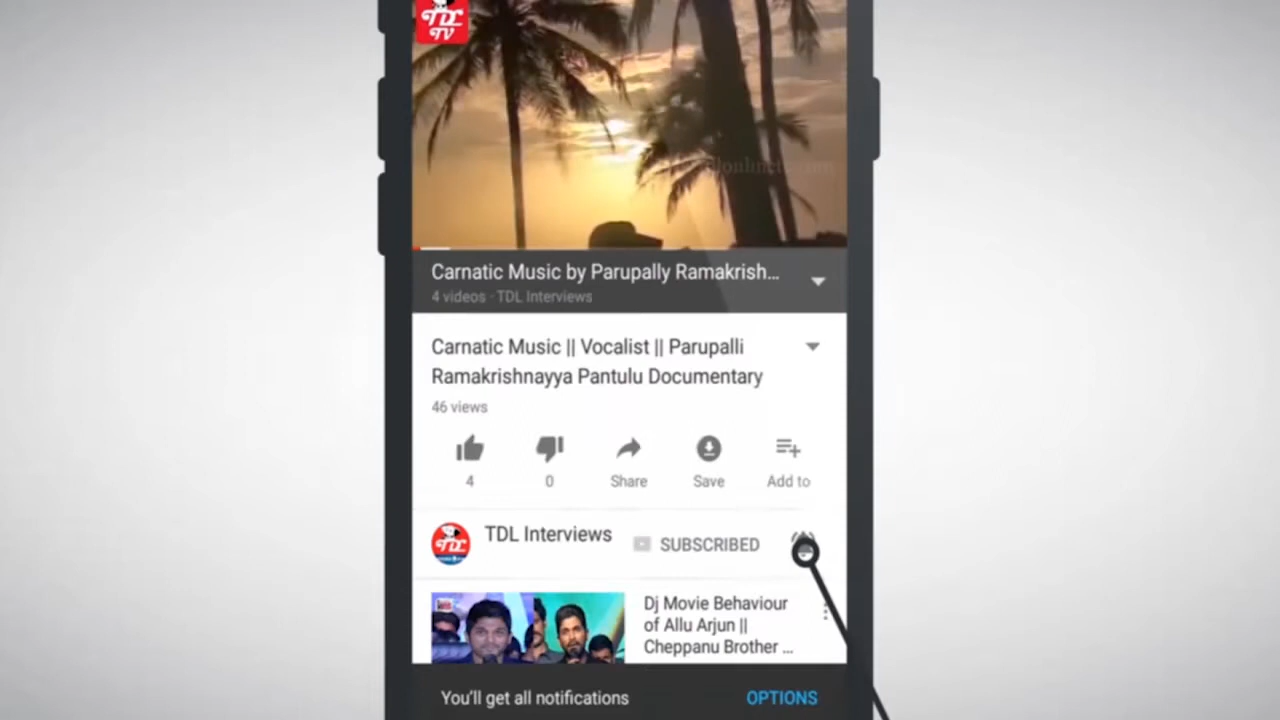 TDL
TV
Carnatic Music by Parupally Ramakrish...
4 videos · TDL Interviews
Carnatic Music || Vocalist || Parupalli
Ramakrishnayya Pantulu Documentary
46 views
4
0
Share
Save
Add to
TDL
TDL Interviews
SUBSCRIBED
Dj Movie Behaviour
of Allu Arjun ||
Cheppanu Brother ...
You'll get all notifications
OPTIONS